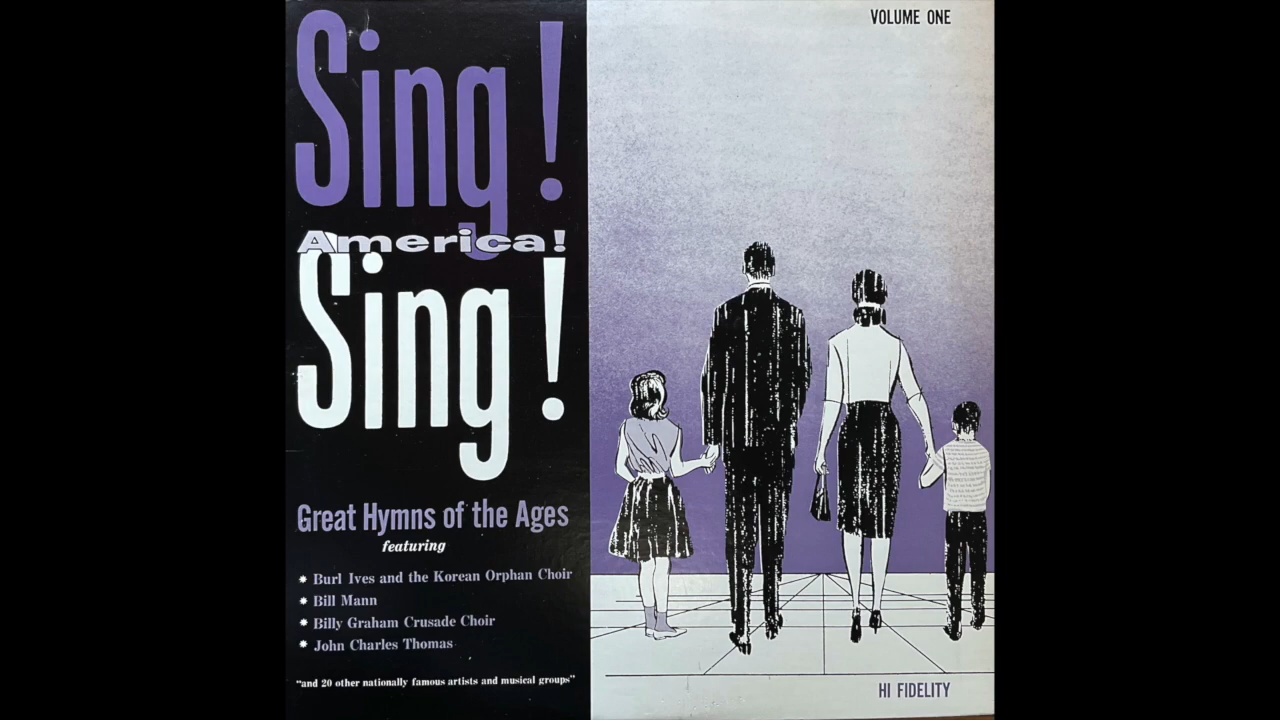 Sing!
America!
Sing!
Great Hymns of the Ages
featuring
* Burl Ives and the Korean Orphan Choir
* Bill Mann
* Billy Graham Crusade Choir
* John Charles Thomas
"and 20 other nationally famous artists and musical groups"
VOLUME ONE
HI FIDELITY